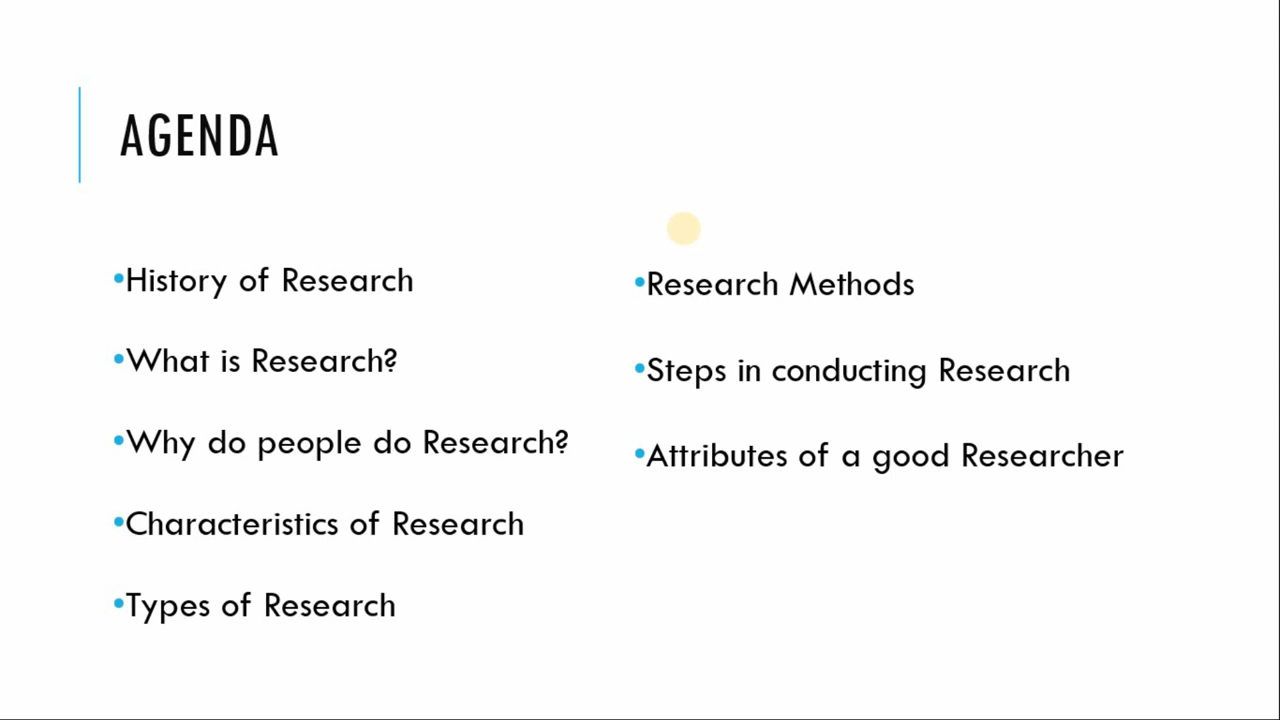 AGENDA
•History of Research
•What is Research?
•Why do people do Research?
•Characteristics of Research
•Types of Research
•Research Methods
•Steps in conducting Research
•Attributes of a good Researcher